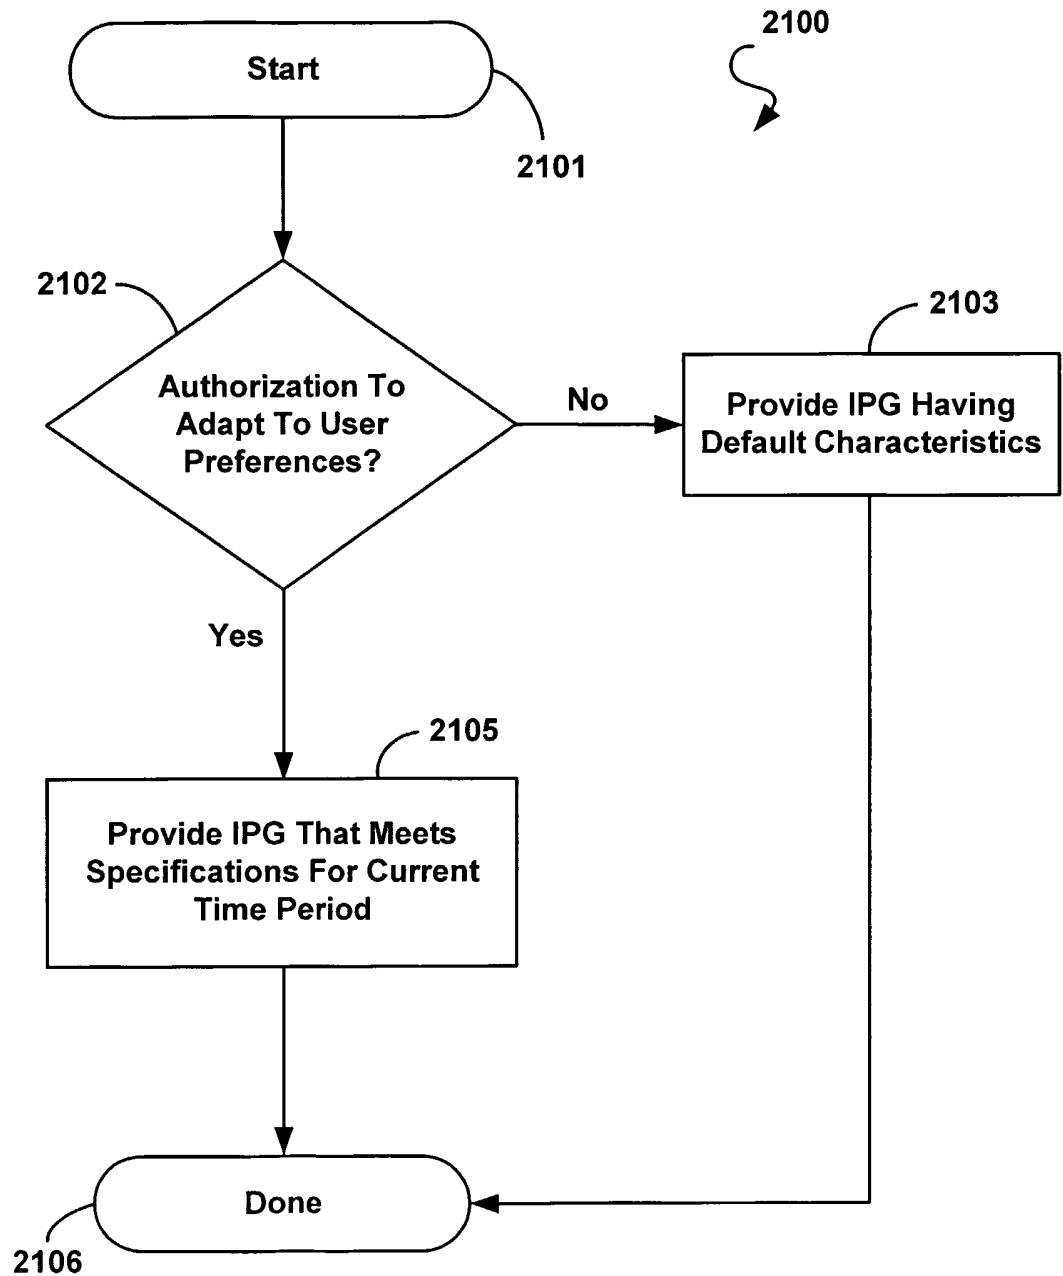 2100
Start
2101
2102
Authorization To
Adapt To User
Preferences?
No
2103
Provide IPG Having
Default Characteristics
Yes
2105
Provide IPG That Meets
Specifications For Current
Time Period
Done
2106